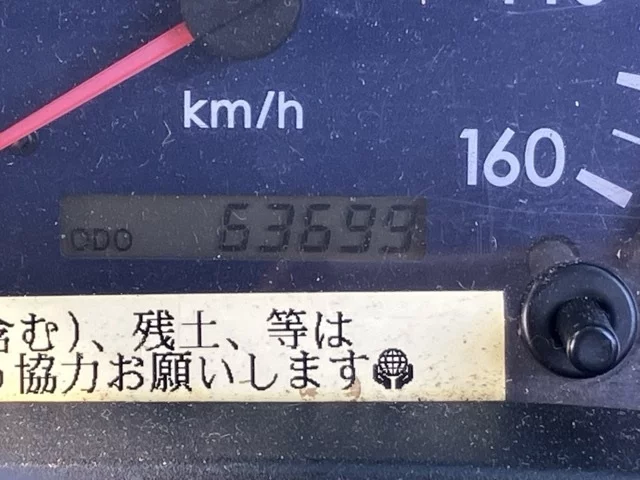 km/h
160
ODO 63699
含む)、残土、等は
協力お願いします